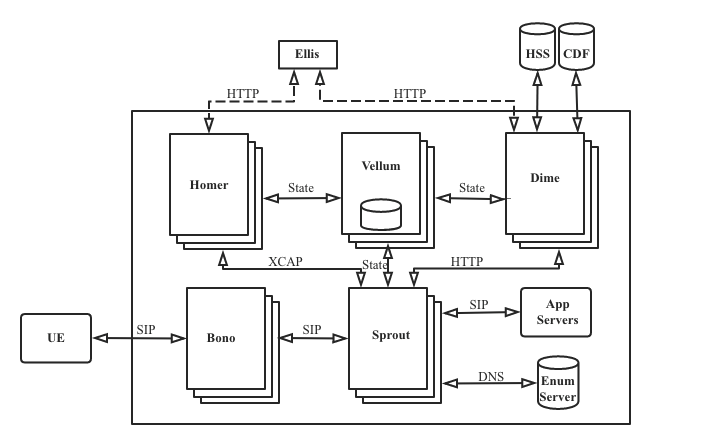 Ellis
HSS
CDF
HTTP
HTTP
Homer
State
Vellum
State
Dime
XCAP
State
HTTP
UE
SIP
Bono
SIP
Sprout
SIP
App
Servers
DNS
Enum
Server